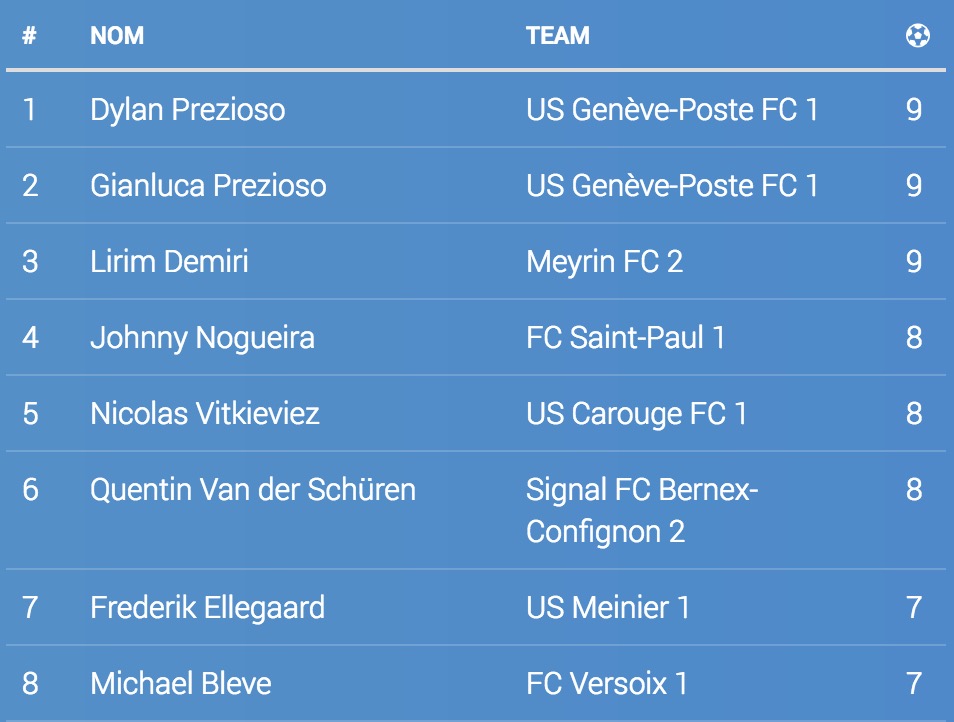 # NOM TEAM
1 Dylan Prezioso US Genève-Poste FC 1 9
2 Gianluca Prezioso US Genève-Poste FC 1 9
3 Lirim Demiri Meyrin FC 2 9
4 Johnny Nogueira FC Saint-Paul 1 8
5 Nicolas Vitkieviez US Carouge FC 1 8
6 Quentin Van der Schüren Signal FC Bernex- 8
Confignon 2
7 Frederik Ellegaard US Meinier 1 7
8 Michael Bleve FC Versoix 1 7